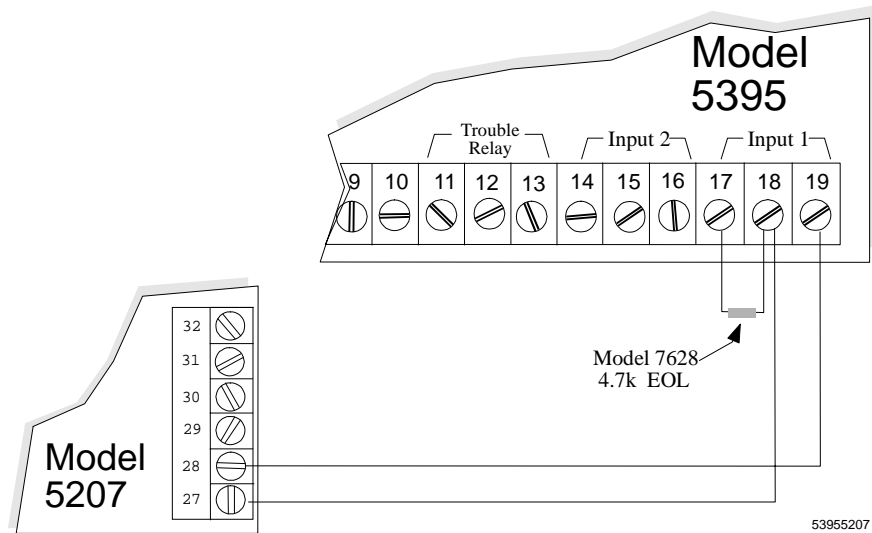 Model
5395
Trouble
Relay
Input 2
Input 1
9 10 11 12 13 14 15 16 17 18 19
Model 7628
4.7k EOL
32
31
30
29
28
27
Model
5207
53955207